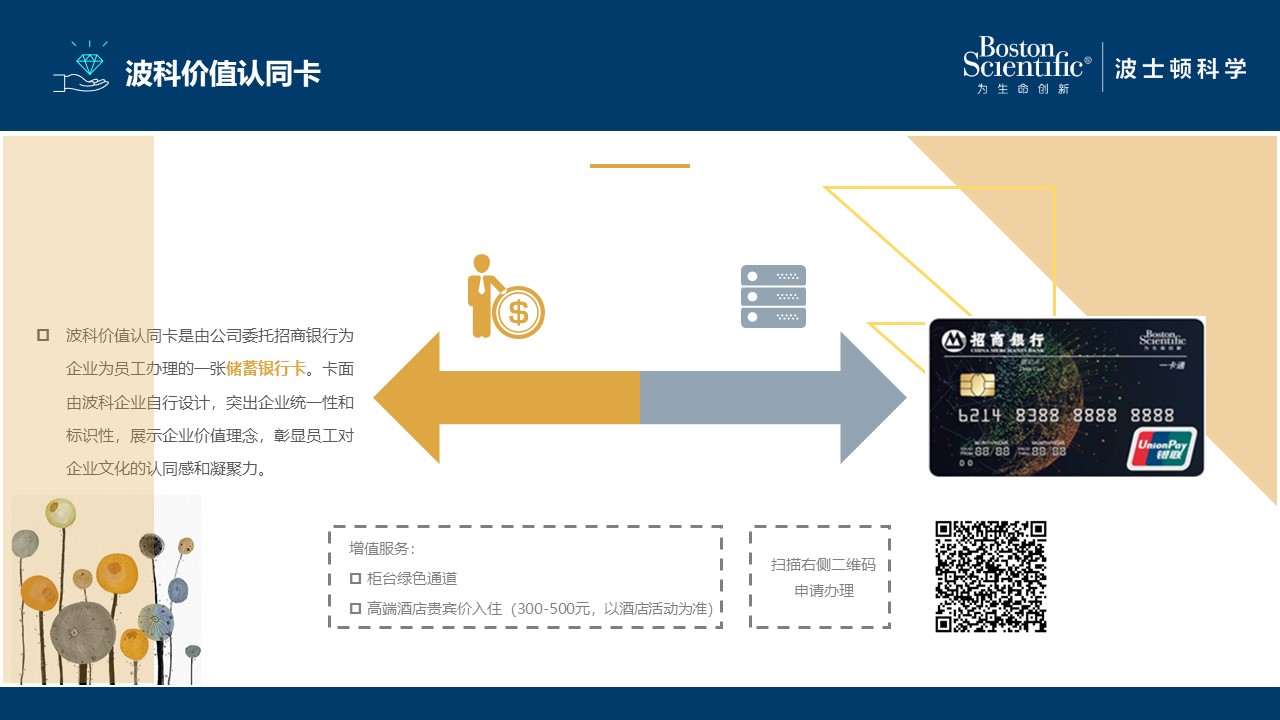 波科价值认同卡
Boston
Scientific®
为生命创新
波士顿科学
波科价值认同卡是由公司委托招商银行为
企业为员工办理的一张储蓄银行卡。卡面
由波科企业自行设计，突出企业统一性和
标识性，展示企业价值理念，彰显员工对
企业文化的认同感和凝聚力。
增值服务：
柜台绿色通道
高端酒店贵宾价入住（300-500元，以酒店活动为准）
扫描右侧二维码
申请办理
招商银行
Boston
Scientific
一卡通
6214 8388 8888 8888
UnionPay
银联